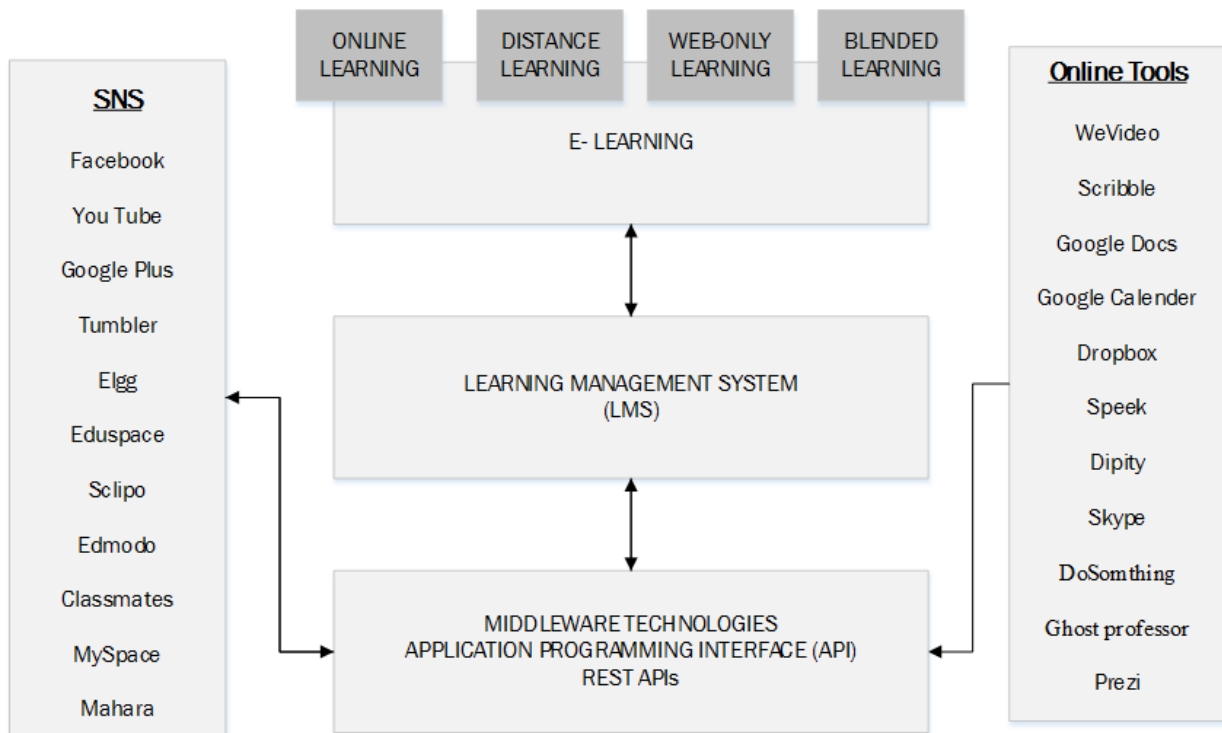 SNS
Facebook
You Tube
Google Plus
Tumbler
Elgg
Eduspace
Sclipo
Edmodo
Classmates
MySpace
Mahara
ONLINE
LEARNING
DISTANCE
LEARNING
WEB-ONLY
LEARNING
BLENDED
LEARNING
E- LEARNING
LEARNING MANAGEMENT SYSTEM
(LMS)
MIDDLEWARE TECHNOLOGIES
APPLICATION PROGRAMMING INTERFACE (API)
REST APIs
Online Tools
WeVideo
Scribble
Google Docs
Google Calender
Dropbox
Speek
Dipity
Skype
DoSomthing
Ghost professor
Prezi